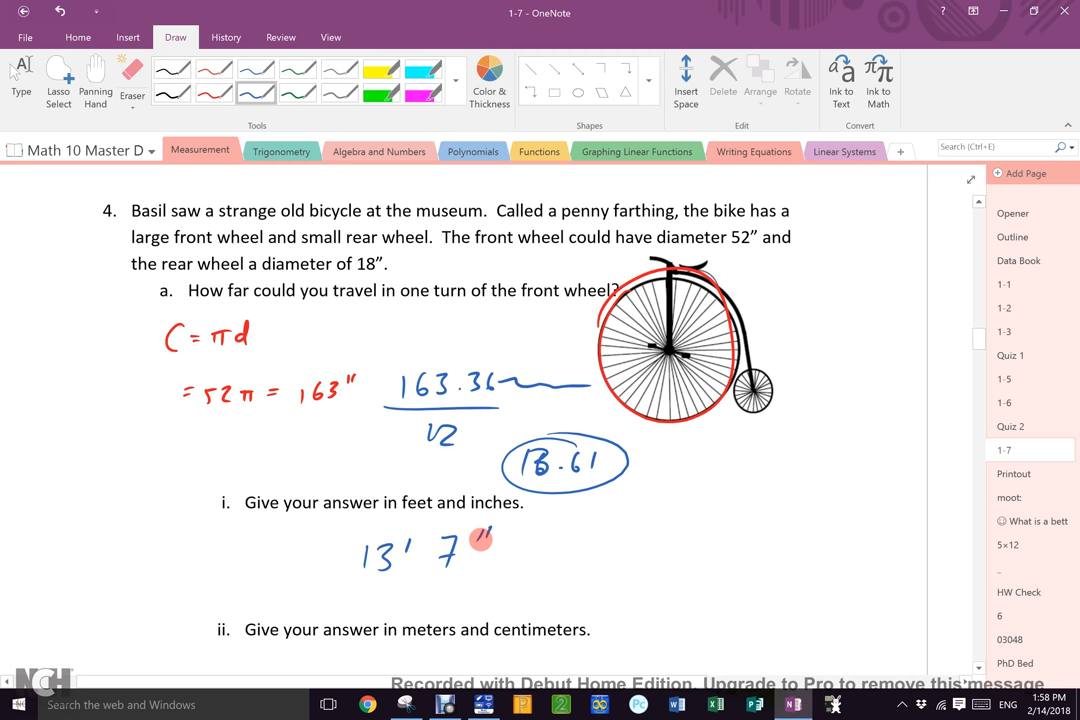 1-7 - OneNote
?
File Home Insert Draw History Review View
Type
Lasso Select
Panning Hand
Eraser
Color & Thickness
Insert Space
Delete
Arrange
Rotate
Ink to Text
Ink to Math
Tools
Shapes
Edit
Convert
Math 10 Master D
Measurement Trigonometry Algebra and Numbers Polynomials Functions Graphing Linear Functions Writing Equations Linear Systems +
Search (Ctrl+E)
Add Page
Opener
Outline
Data Book
1-1
1-2
1-3
Quiz 1
1-5
1-6
Quiz 2
1-7
Printout
moot:
☺ What is a bett
5×12
..
HW Check
6
03048
PhD Bed
4. Basil saw a strange old bicycle at the museum. Called a penny farthing, the bike has a
large front wheel and small rear wheel. The front wheel could have diameter 52" and
the rear wheel a diameter of 18".
a. How far could you travel in one turn of the front wheel?
C = πd
= 52π = 163"
163.36
12
13.61
i. Give your answer in feet and inches.
13' 7"
ii. Give your answer in meters and centimeters.
NCH
Recorded with Debut Home Edition. Upgrade to Pro to remove this message
Search the web and Windows
ENG
1:58 PM
2/14/2018